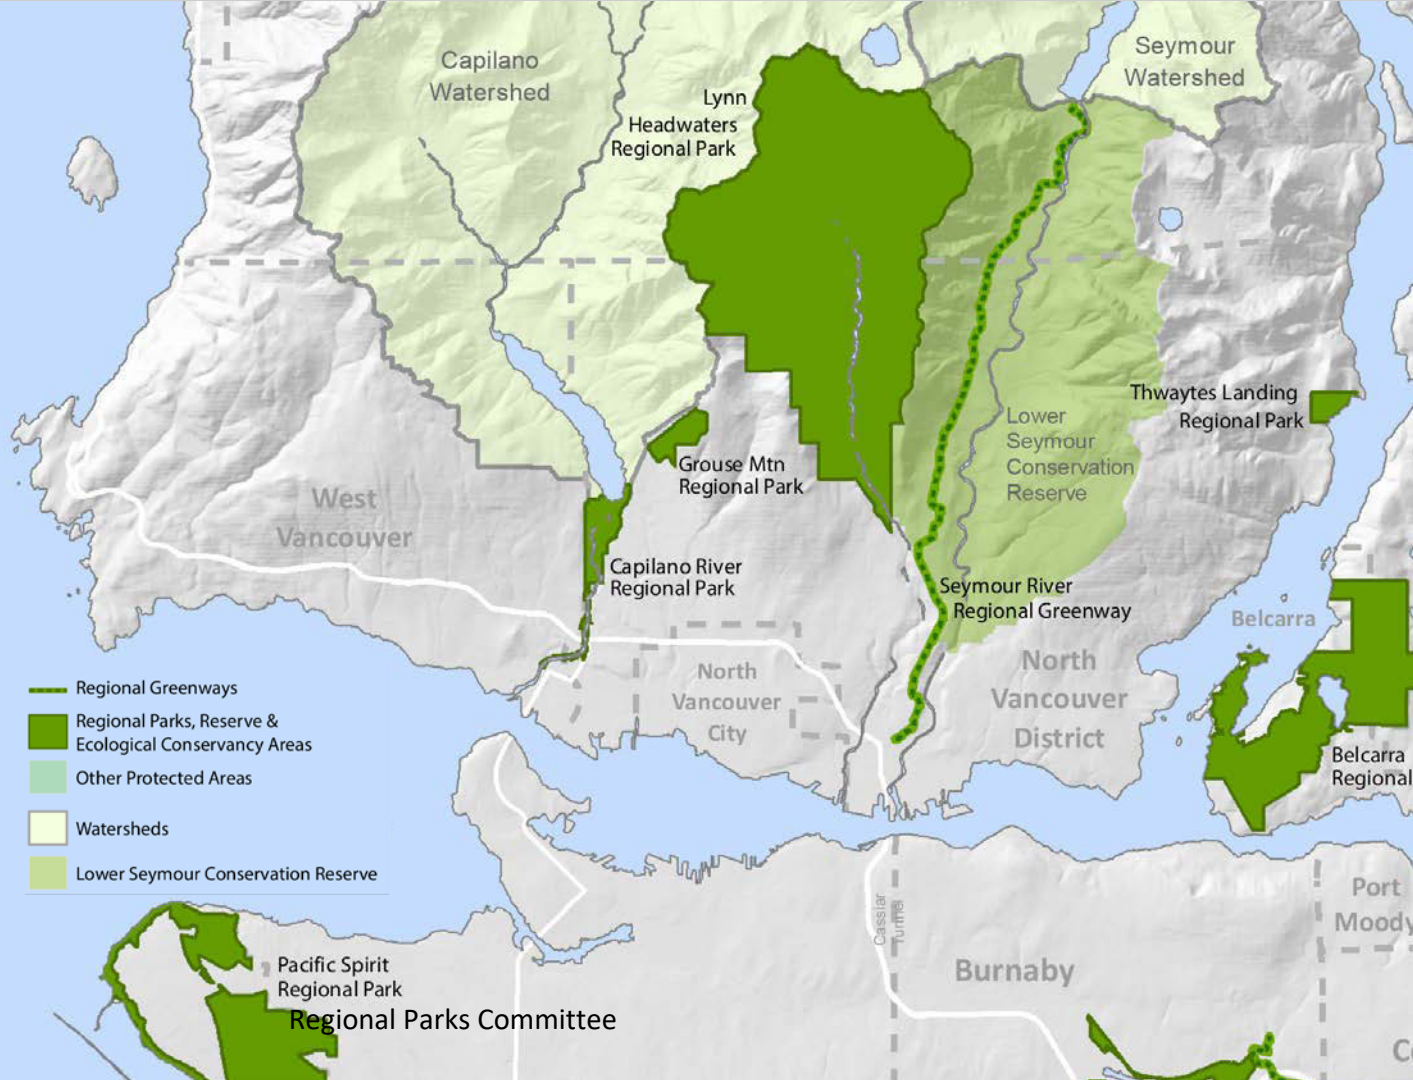 Capilano
Watershed
Seymour
Watershed
Lynn
Headwaters
Regional Park
Thwaytes Landing
Regional Park
Lower
Seymour
Conservation
Reserve
Grouse Mtn
Regional Park
West
Vancouver
Capilano River
Regional Park
Seymour River
Regional Greenway
Belcarra
North
Vancouver
City
North
Vancouver
District
Regional Greenways
Regional Parks, Reserve &
Ecological Conservancy Areas
Other Protected Areas
Watersheds
Lower Seymour Conservation Reserve
Belcarra
Regional
Cassiar
Tunnel
Port
Moody
Burnaby
Pacific Spirit
Regional Park
Regional Parks Committee